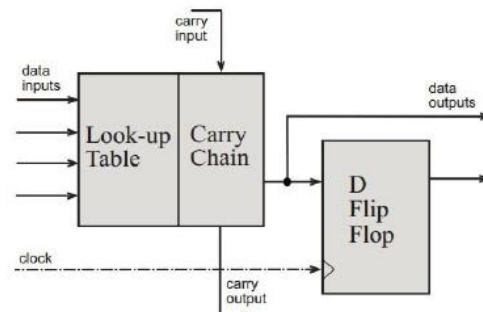 carry
input
data
inputs
data
outputs
Look-up
Table
Carry
Chain
D
Flip
Flop
clock
carry
output